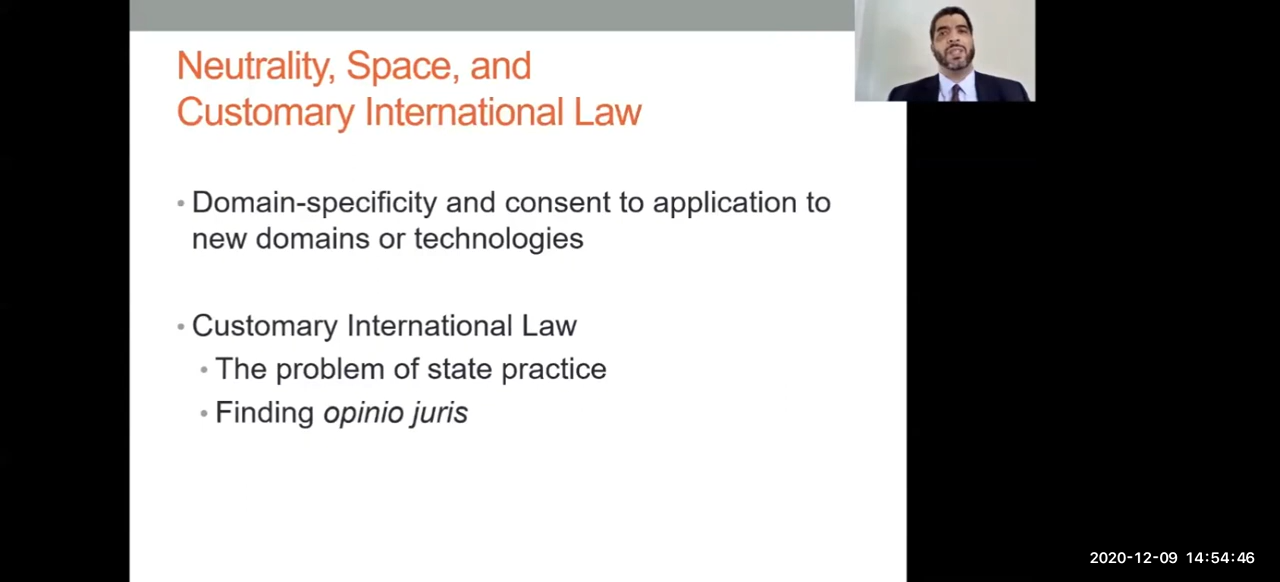 Neutrality, Space, and
Customary International Law
• Domain-specificity and consent to application to
new domains or technologies
• Customary International Law
• The problem of state practice
• Finding opinio juris
2020-12-09 14:54:46